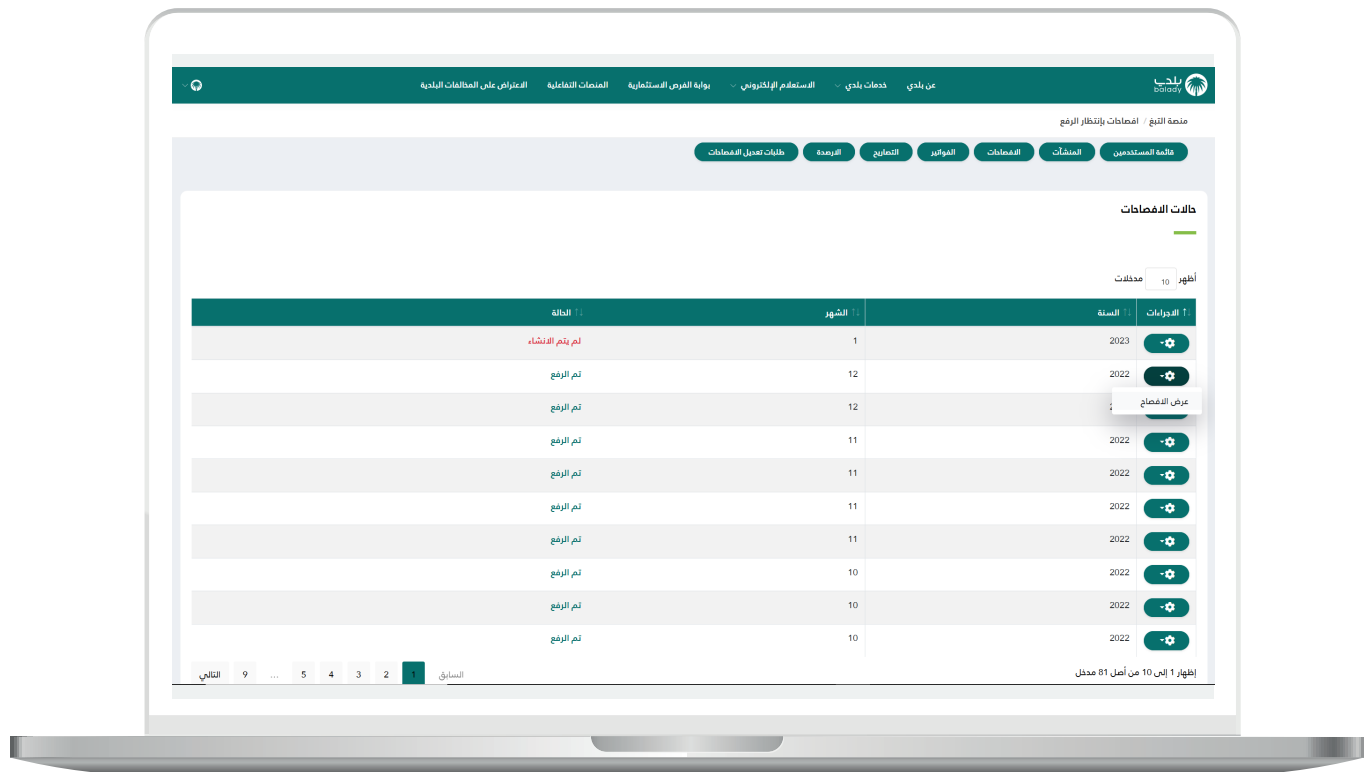 بلدي
balady
عن بلدي خدمات بلدي الاستعلام الإلكتروني بوابة الفرص الاستثمارية المنصات التفاعلية الاعتراض على المخالفات البلدية
منصة التبغ / افصاحات بإنتظار الرفع
قائمة المستخدمين المنشآت الافصاحات الفواتير التصاريح الارصدة طلبات تعديل الافصاحات
حالات الافصاحات
أظهر 10 مدخلات
الاجراءات السنة الشهر الحالة
2023 1 لم يتم الانشاء
2022 12 تم الرفع
عرض الافصاح
2 12 تم الرفع
2022 11 تم الرفع
2022 11 تم الرفع
2022 11 تم الرفع
2022 11 تم الرفع
2022 10 تم الرفع
2022 10 تم الرفع
2022 10 تم الرفع
إظهار 1 إلى 10 من أصل 81 مدخل
السابق 1 2 3 4 5 ... 9 التالي